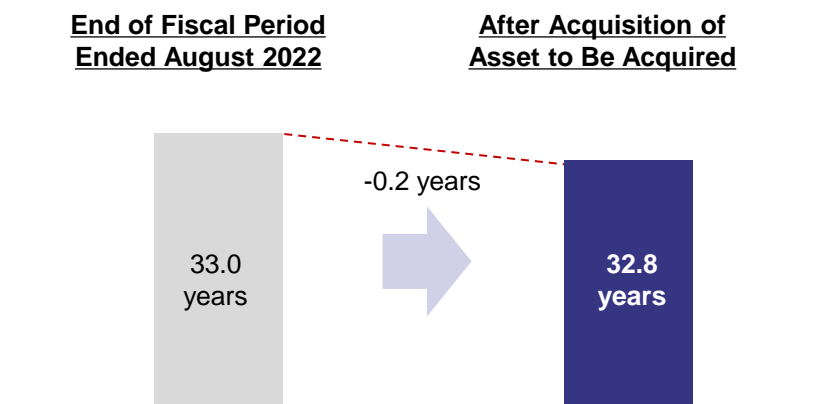 End of Fiscal Period
Ended August 2022
After Acquisition of
Asset to Be Acquired
-0.2 years
33.0
years
32.8
years